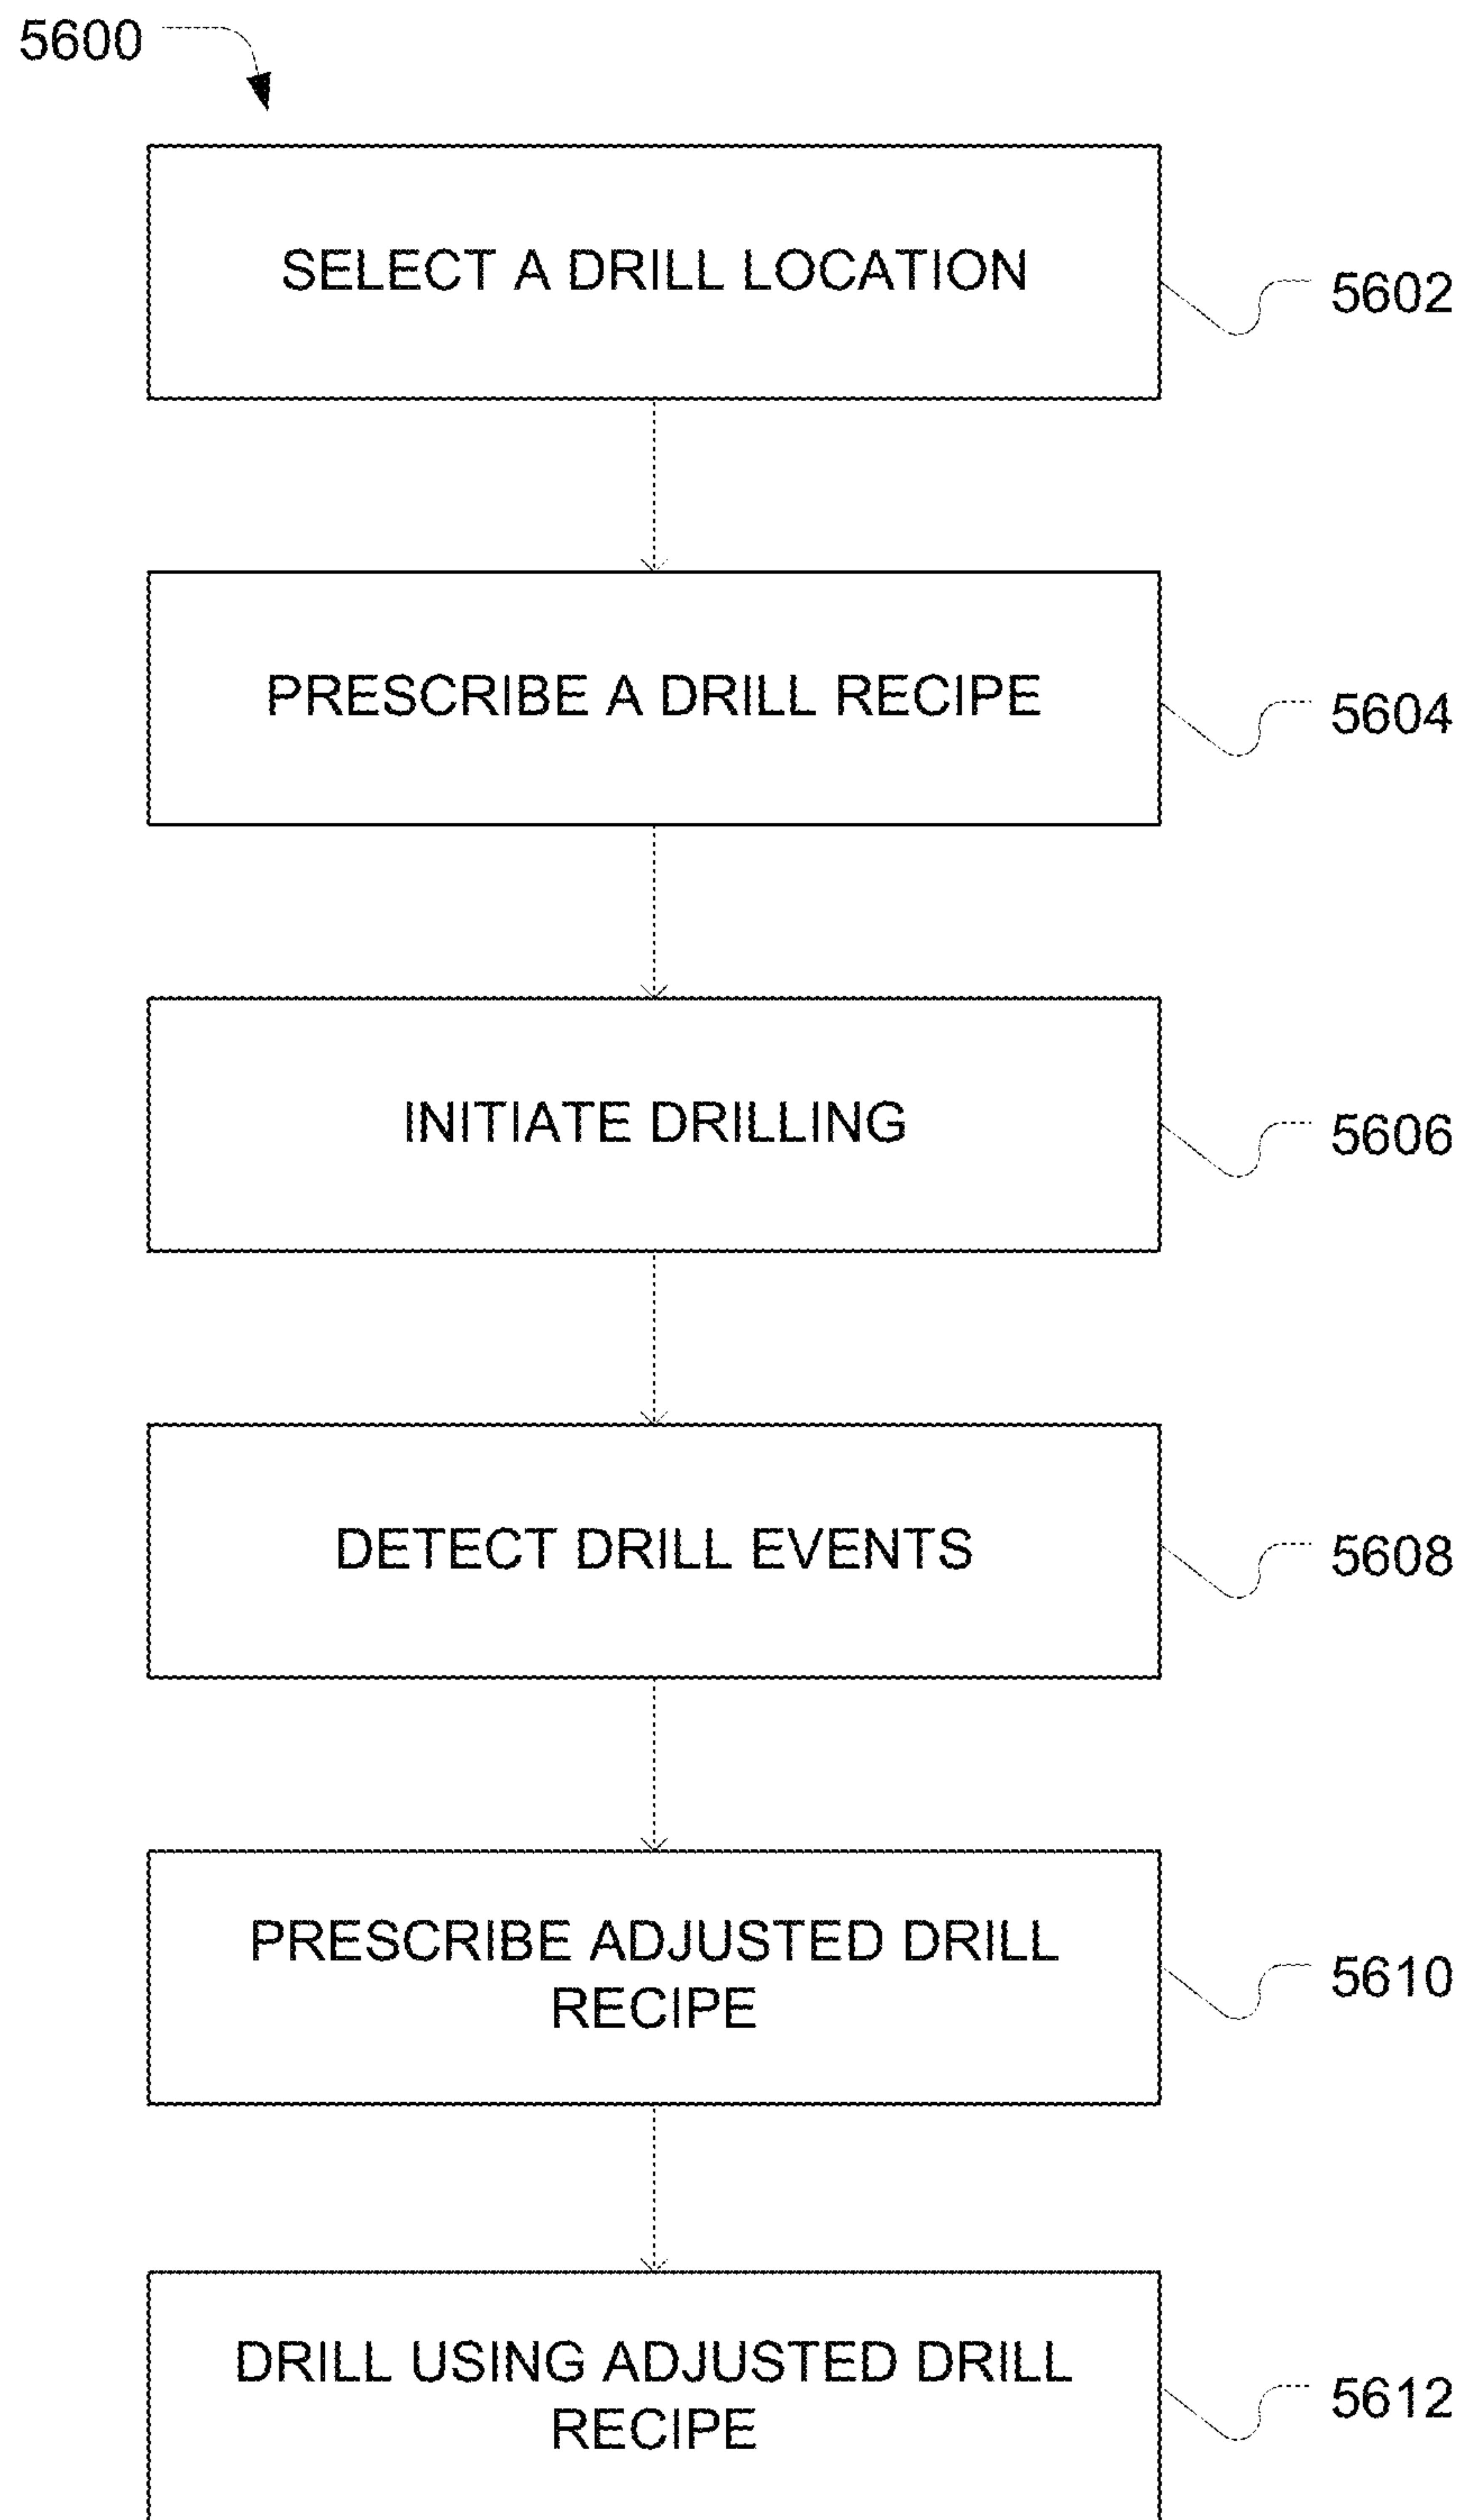 5600
SELECT A DRILL LOCATION
5602
PRESCRIBE A DRILL RECIPE
5604
INITIATE DRILLING
5606
DETECT DRILL EVENTS
5608
PRESCRIBE ADJUSTED DRILL
RECIPE
5610
DRILL USING ADJUSTED DRILL
RECIPE
5612